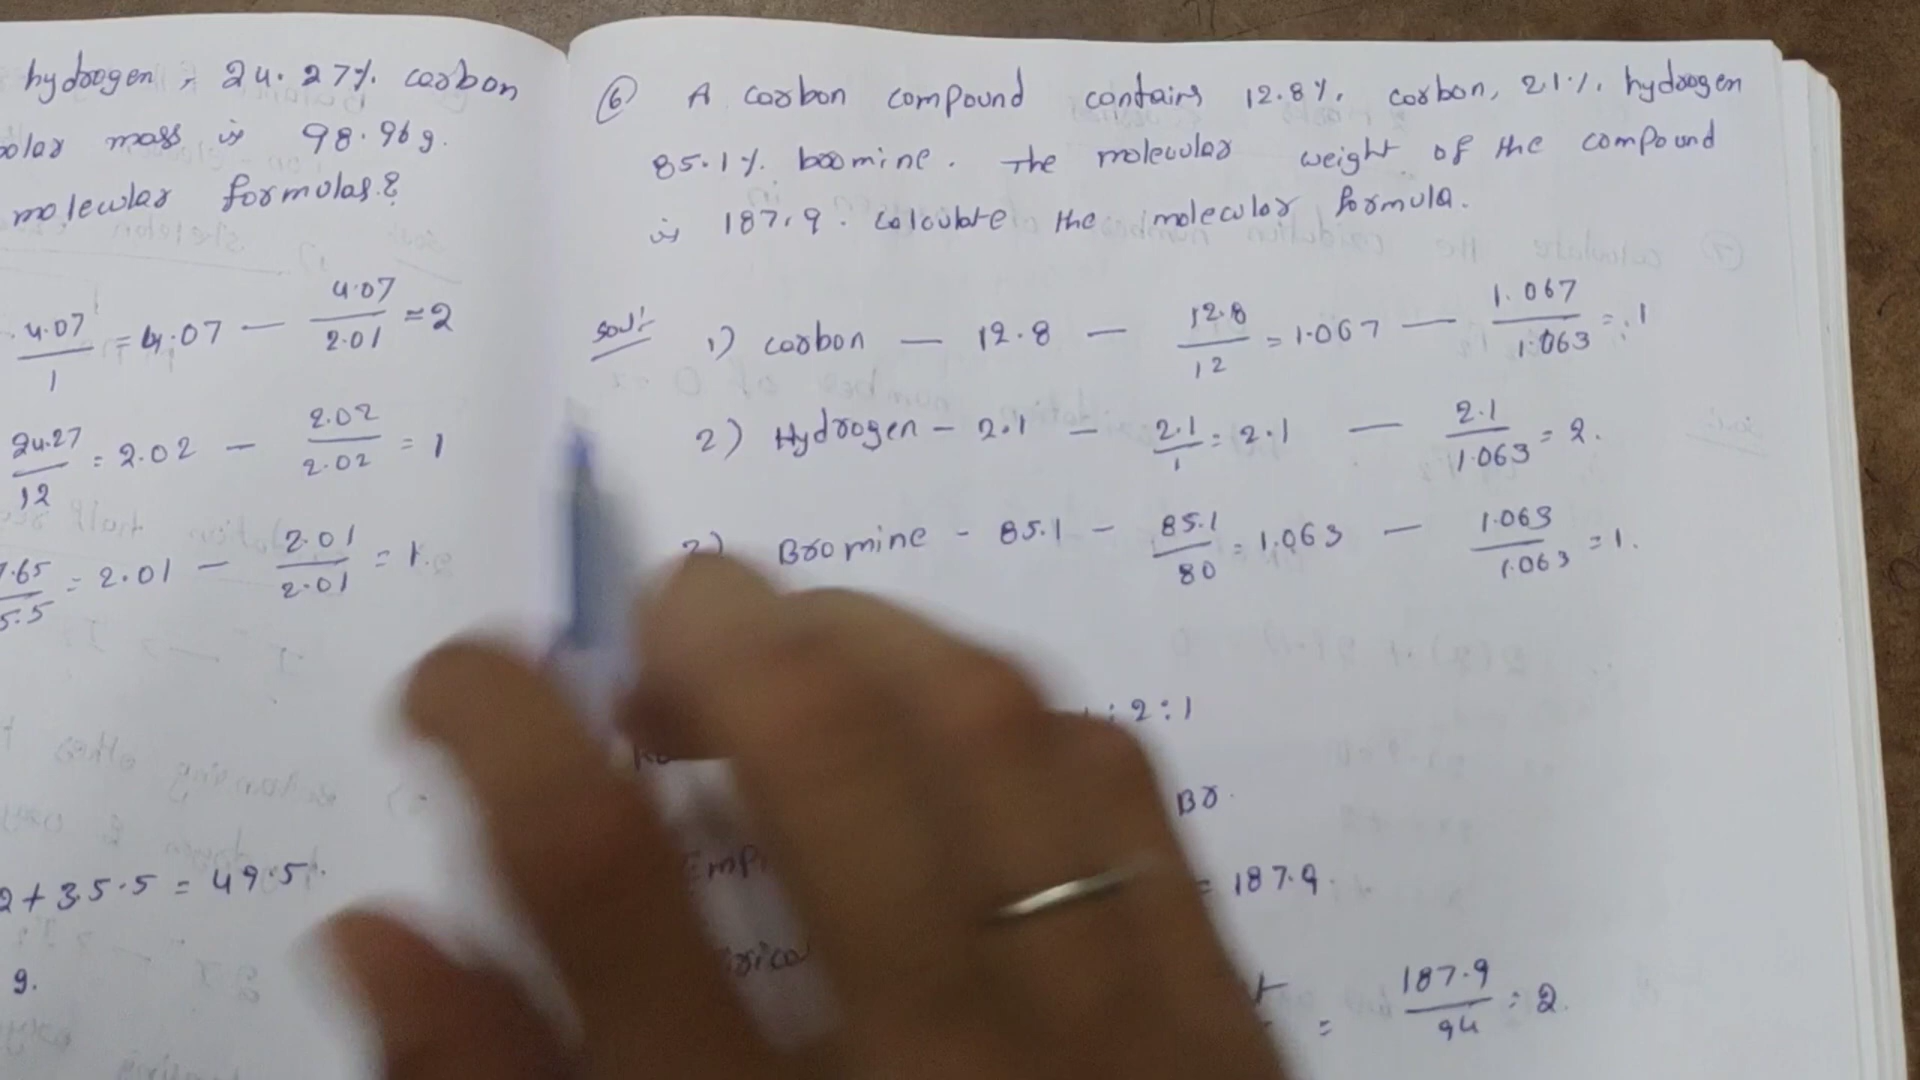 hydrogen, 24.27% carbon
molar mass is 98.96g.
molecular formulas?
4.07/1 = 4.07 — 4.07/2.01 = 2
24.27/12 = 2.02 — 2.02/2.02 = 1
= 2.01 — 2.01/2.01 = 1.
2+35.5 = 49.5.
g.
⑥ A carbon compound contains 12.8% carbon, 2.1% hydrogen
85.1% bromine. The molecular weight of the compound
is 187.9. Calculate the molecular formula.
Sol:-
1) carbon — 12.8 — 12.8/12 = 1.067 — 1.067/1.063 = 1
2) Hydrogen - 2.1 - 2.1/1 = 2.1 — 2.1/1.063 = 2.
3) Bromine - 85.1 - 85.1/80 = 1.063 — 1.063/1.063 = 1.
: 2 : 1
Br.
Emp
= 187.9.
= 187.9/94 = 2.